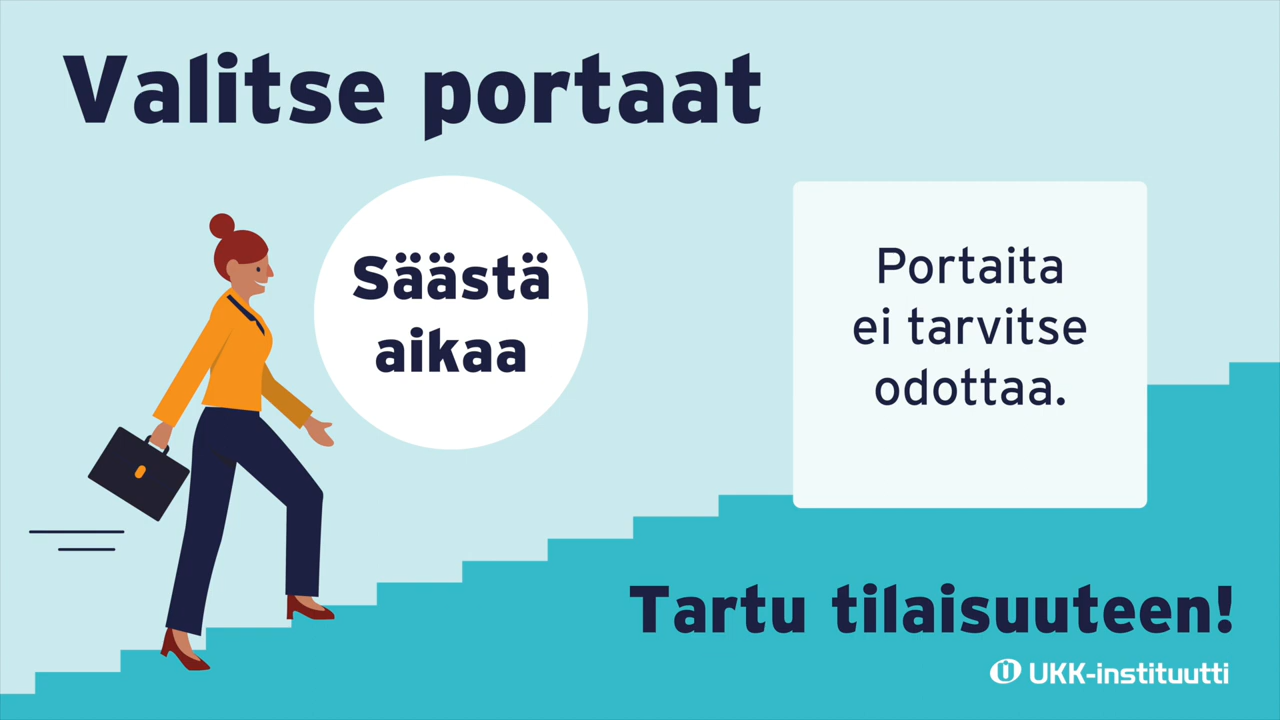 Valitse portaat
Säästä
aikaa
Portaita
ei tarvitse
odottaa.
Tartu tilaisuuteen!
UKK-instituutti